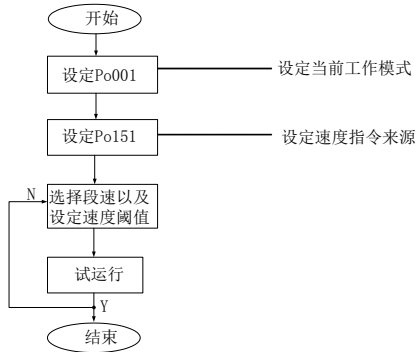 开始
设定Po001
设定当前工作模式
设定Po151
设定速度指令来源
N
选择段速以及
设定速度阈值
试运行
Y
结束